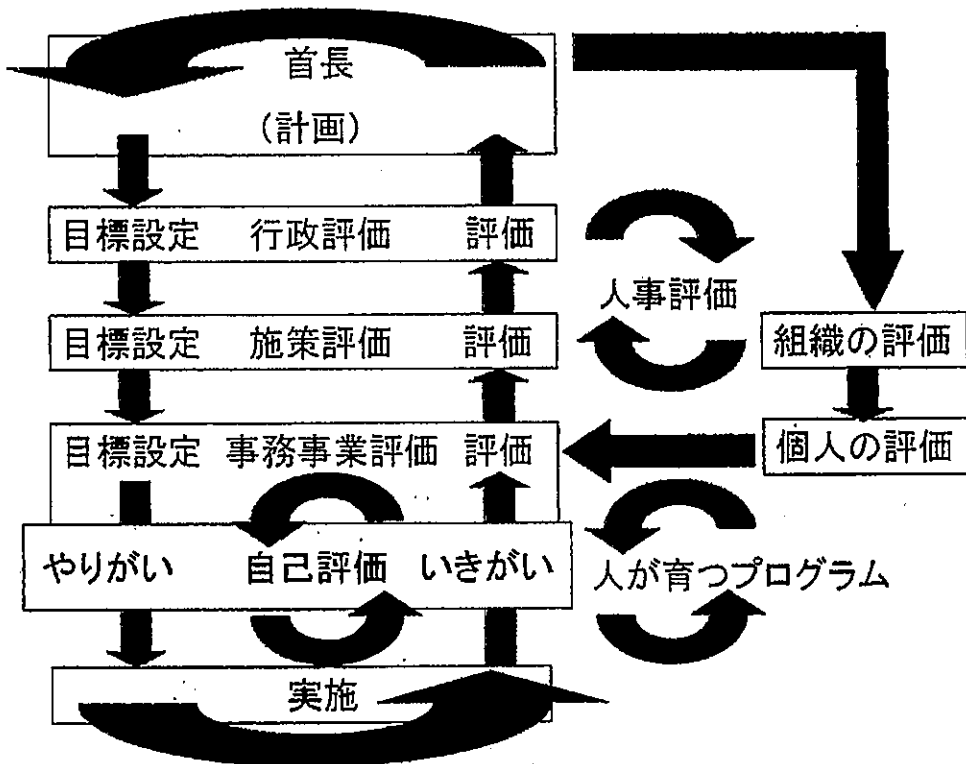 首長
(計画)
目標設定 行政評価 評価
人事評価
目標設定 施策評価 評価
組織の評価
目標設定 事務事業評価 評価
個人の評価
やりがい 自己評価 いきがい
人が育つプログラム
実施